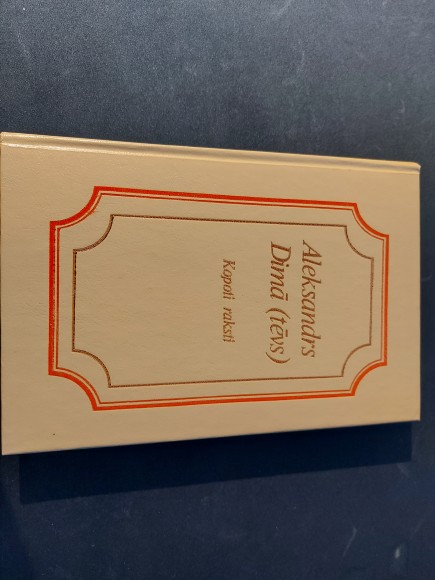 Aleksandrs
Dimā (tēvs)
Kopoti raksti